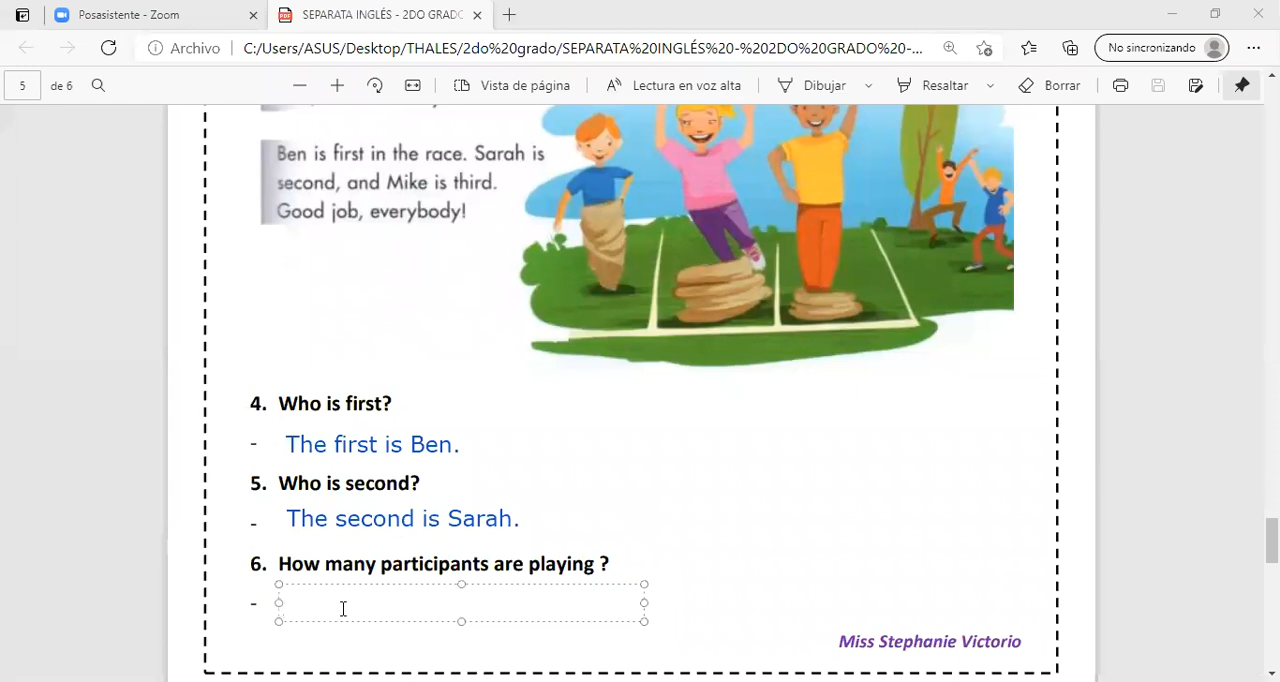 Posasistente - Zoom
SEPARATA INGLÉS - 2DO GRADO
Archivo
C:/Users/ASUS/Desktop/THALES/2do%20grado/SEPARATA%20INGLÉS%20-%202DO%20GRADO%20-...
No sincronizando
5
de 6
Vista de página
Lectura en voz alta
Dibujar
Resaltar
Borrar
Ben is first in the race. Sarah is
second, and Mike is third.
Good job, everybody!
4. Who is first?
- The first is Ben.
5. Who is second?
- The second is Sarah.
6. How many participants are playing ?
-
Miss Stephanie Victorio